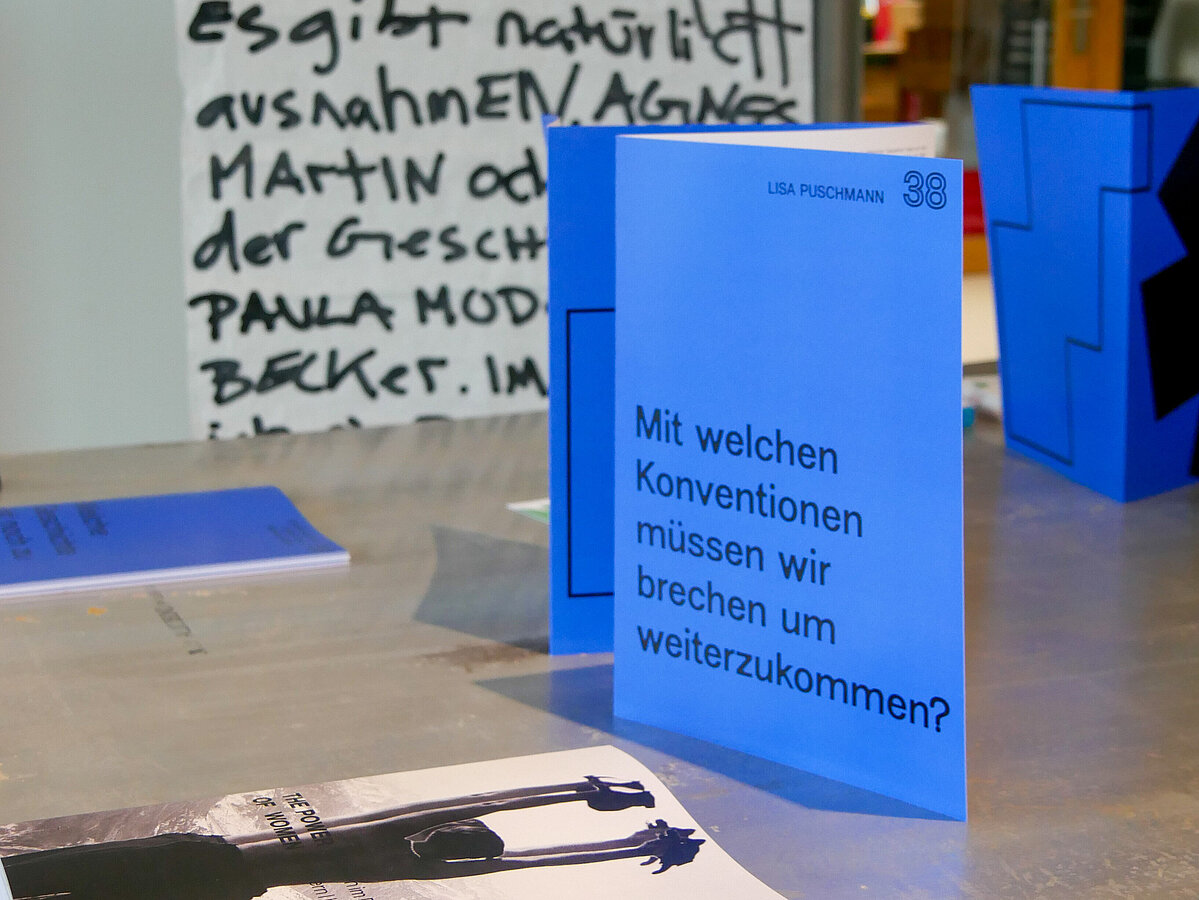 Es gibt natürlich
ausnahmEN, AGNES
MArtIN od
der GescH
PAULA MOD
BECKer. IM
LISA PUSCHMANN 38
Mit welchen
Konventionen
müssen wir
brechen um
weiterzukommen?
THE POWER
OF WOMEN